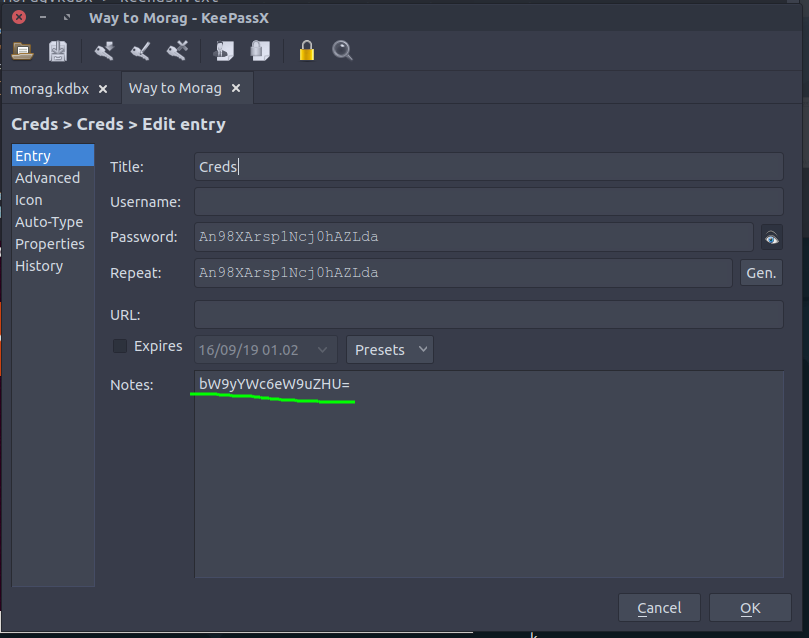 Way to Morag - KeePassX
morag.kdbx
Way to Morag
Creds > Creds > Edit entry
Entry
Advanced
Icon
Auto-Type
Properties
History
Title: Creds
Username:
Password: An98XArsplNcj0hAZLda
Repeat: An98XArsplNcj0hAZLda Gen.
URL:
Expires 16/09/19 01.02 Presets
Notes: bW9yYWc6eW9uZHU=
Cancel OK